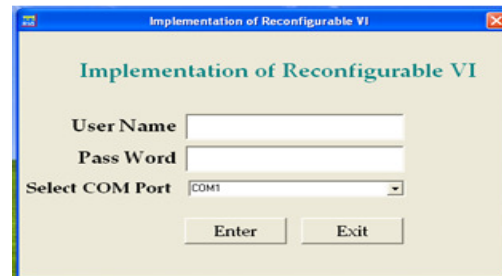 Implementation of Reconfigurable VI
Implementation of Reconfigurable VI
User Name
Pass Word
Select COM Port COM1
Enter Exit